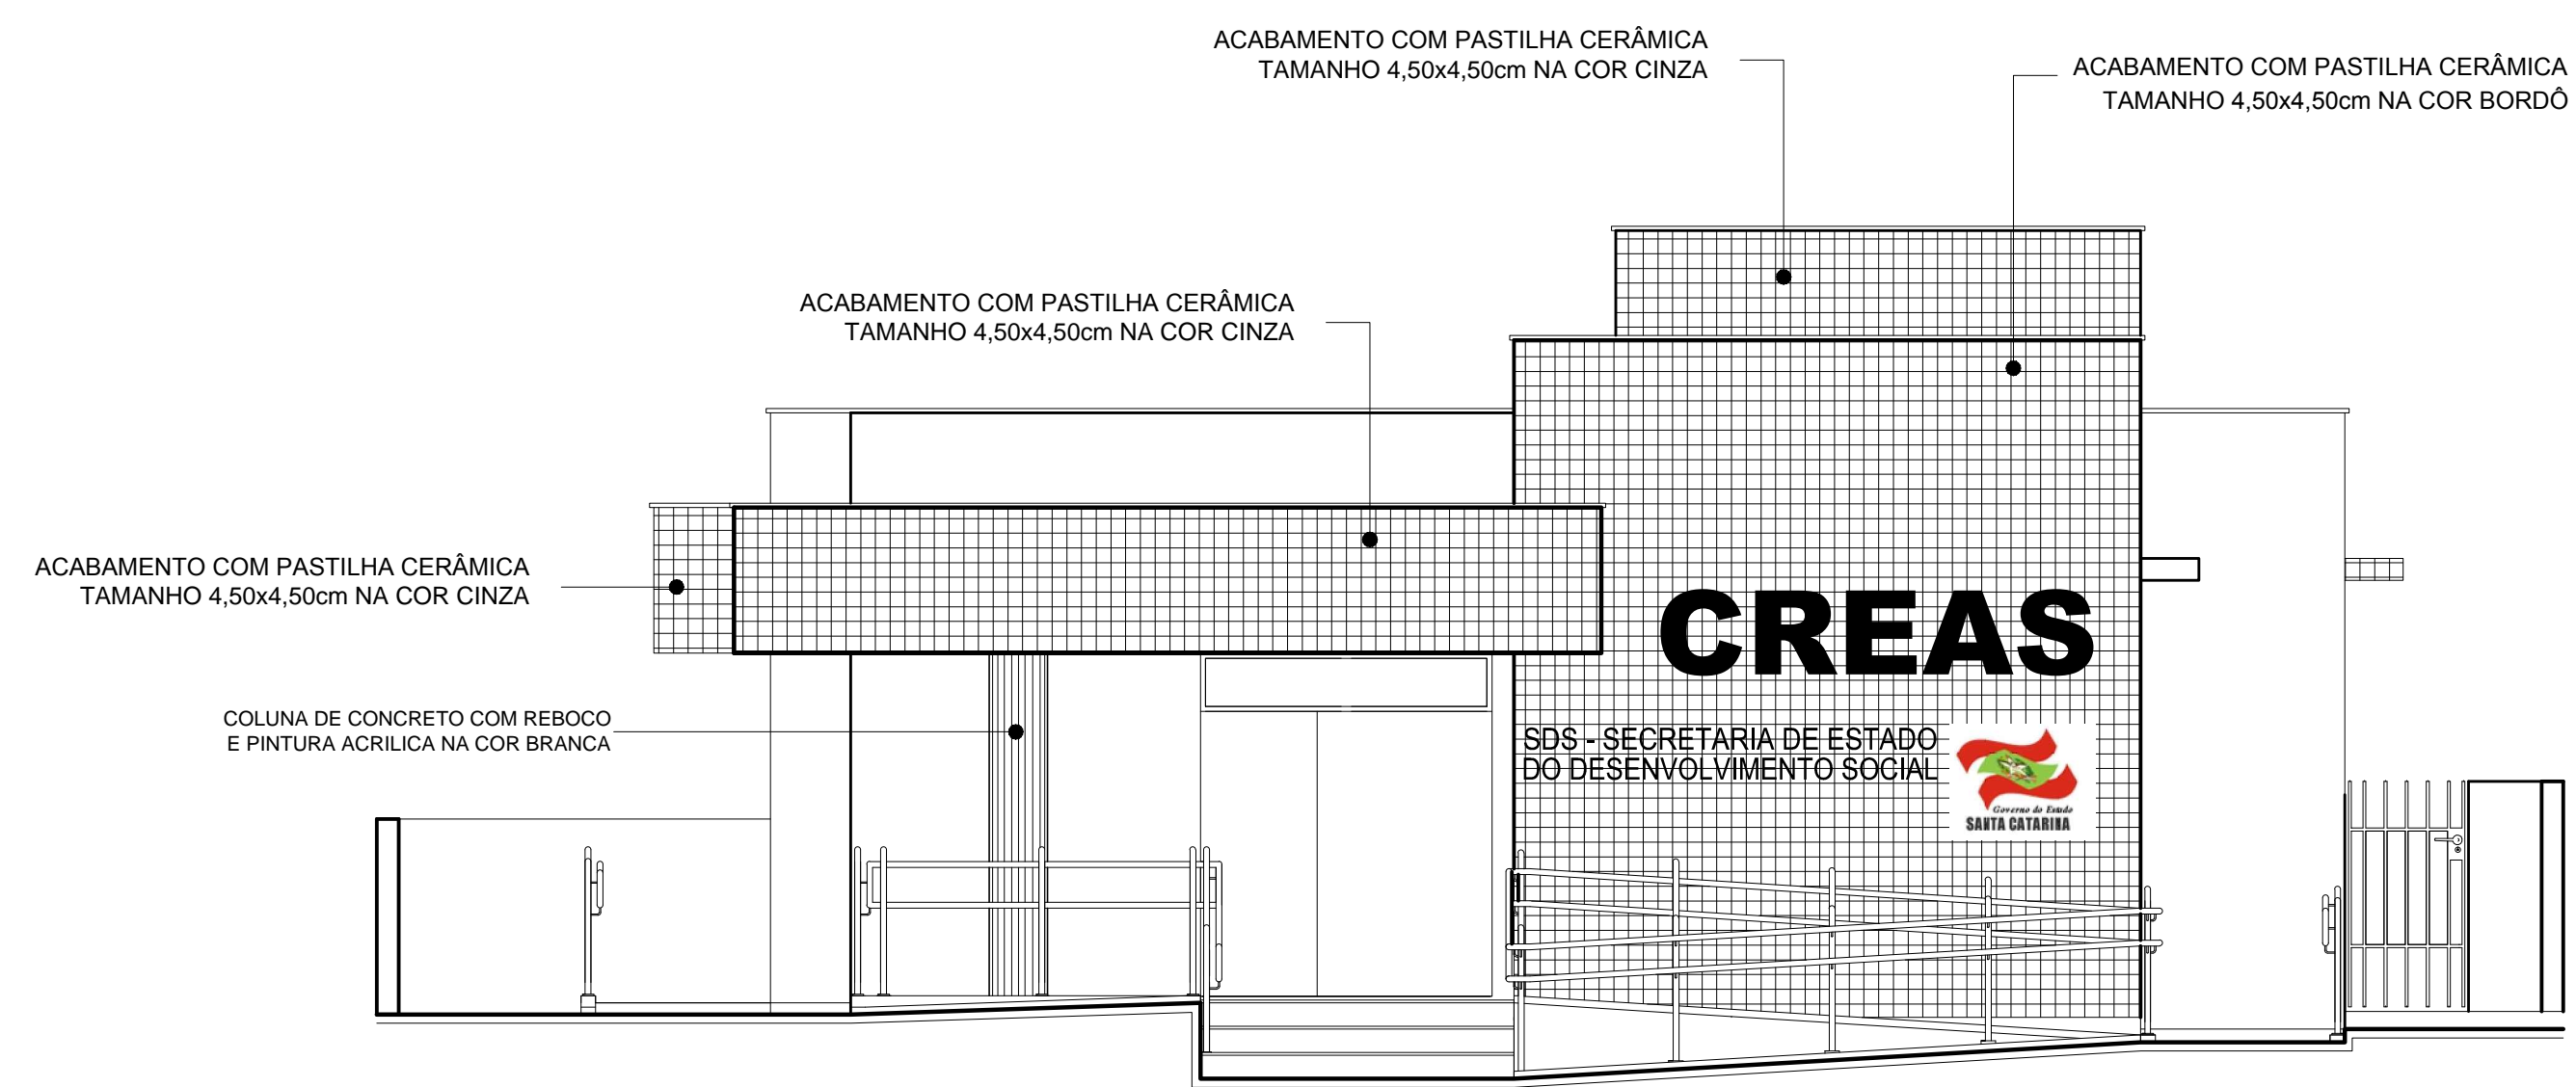 ACABAMENTO COM PASTILHA CERÂMICA
TAMANHO 4,50x4,50cm NA COR CINZA
ACABAMENTO COM PASTILHA CERÂMICA
TAMANHO 4,50x4,50cm NA COR BORDÔ
ACABAMENTO COM PASTILHA CERÂMICA
TAMANHO 4,50x4,50cm NA COR CINZA
ACABAMENTO COM PASTILHA CERÂMICA
TAMANHO 4,50x4,50cm NA COR CINZA
CREAS
COLUNA DE CONCRETO COM REBOCO
E PINTURA ACRILICA NA COR BRANCA
SDS - SECRETARIA DE ESTADO
DO DESENVOLVIMENTO SOCIAL
Governo do Estado
SANTA CATARINA